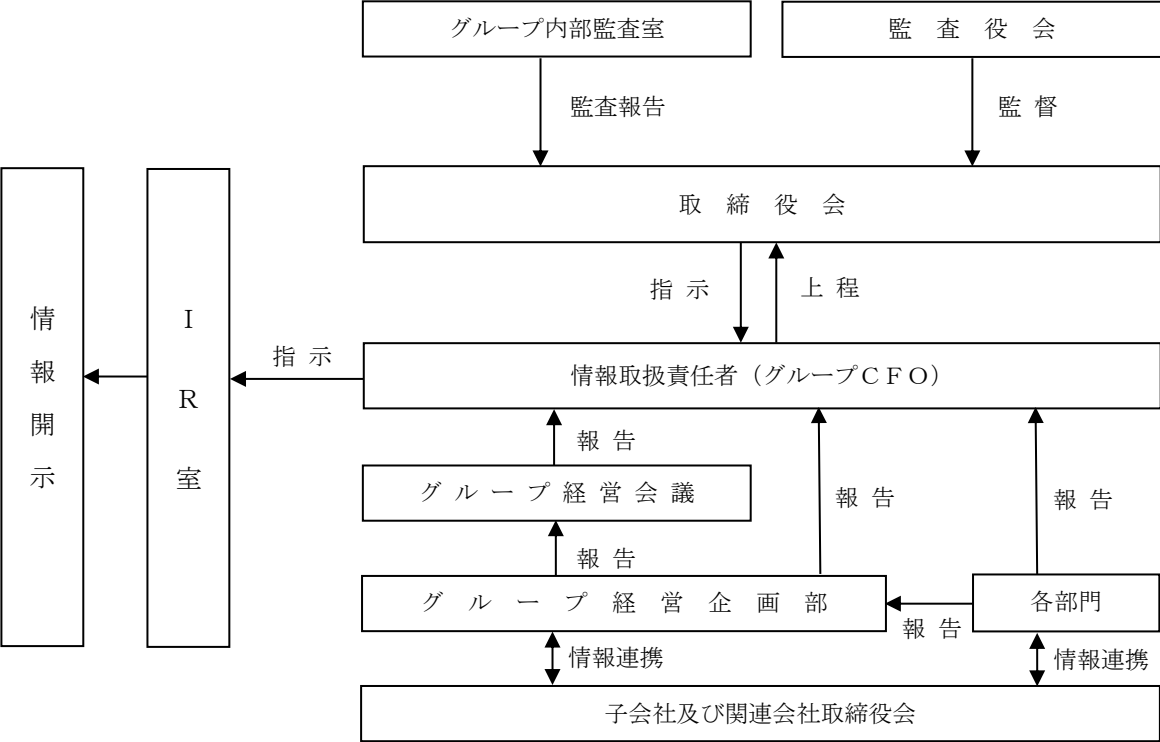 グループ内部監査室
監査役会
監査報告
監督
取締役会
指示
上程
情報取扱責任者（グループＣＦＯ）
指示
ＩＲ室
情報開示
報告
グループ経営会議
報告
報告
報告
グループ経営企画部
各部門
報告
情報連携
情報連携
子会社及び関連会社取締役会